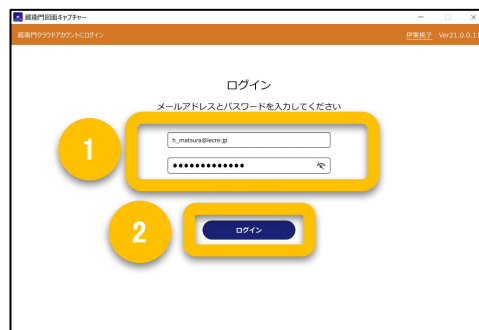 蔵衛門図面キャプチャー
蔵衛門クラウドアカウントにログイン
伊東桃子 Ver21.0.0.11
ログイン
メールアドレスとパスワードを入力してください
1
h_matsura@lecre.jp
●●●●●●●●●●●●●
2
ログイン